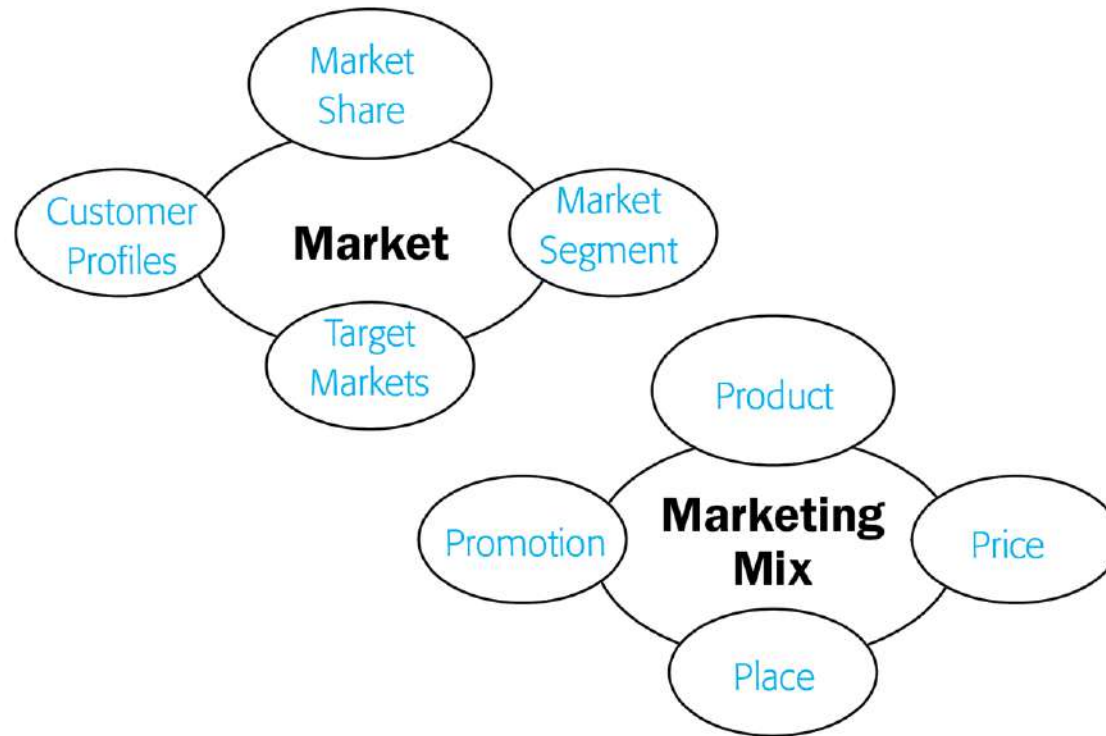 Market
Share
Customer
Profiles
Market
Market
Segment
Target
Markets
Product
Promotion
Marketing
Mix
Price
Place